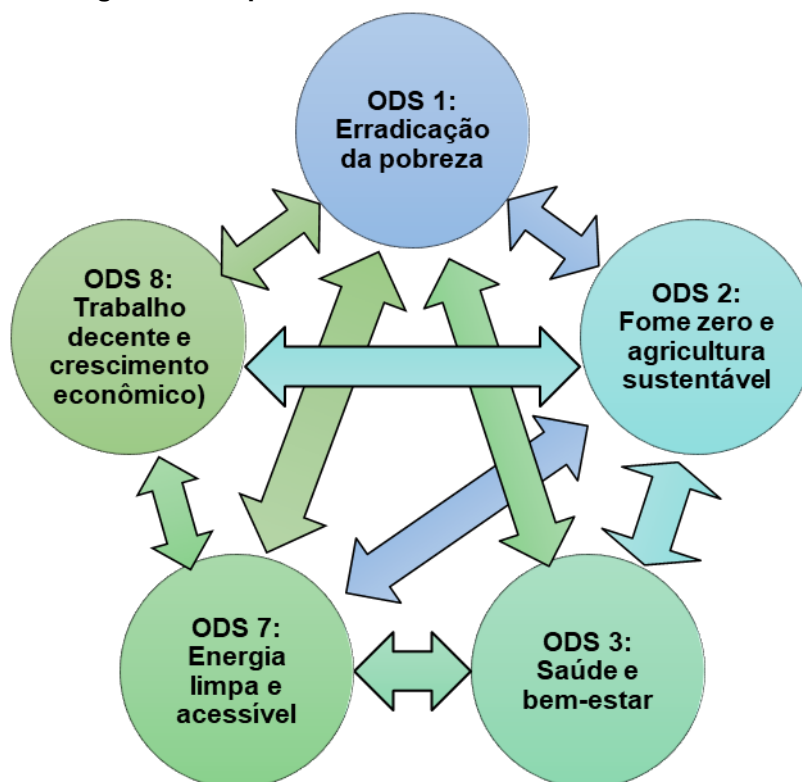 ODS 1:
Erradicação
da pobreza
ODS 8:
Trabalho
decente e
crescimento
econômico)
ODS 2:
Fome zero e
agricultura
sustentável
ODS 7:
Energia
limpa e
acessível
ODS 3:
Saúde e
bem-estar